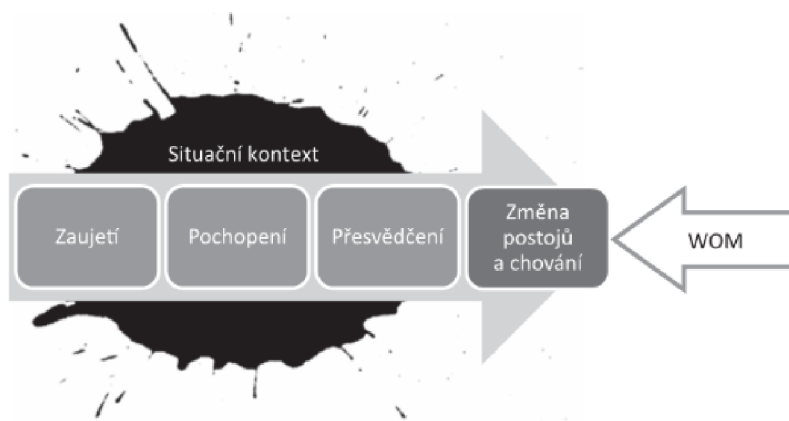 Situační kontext
Zaujetí
Pochopení
Přesvědčení
Změna
postojů
a chování
WOM